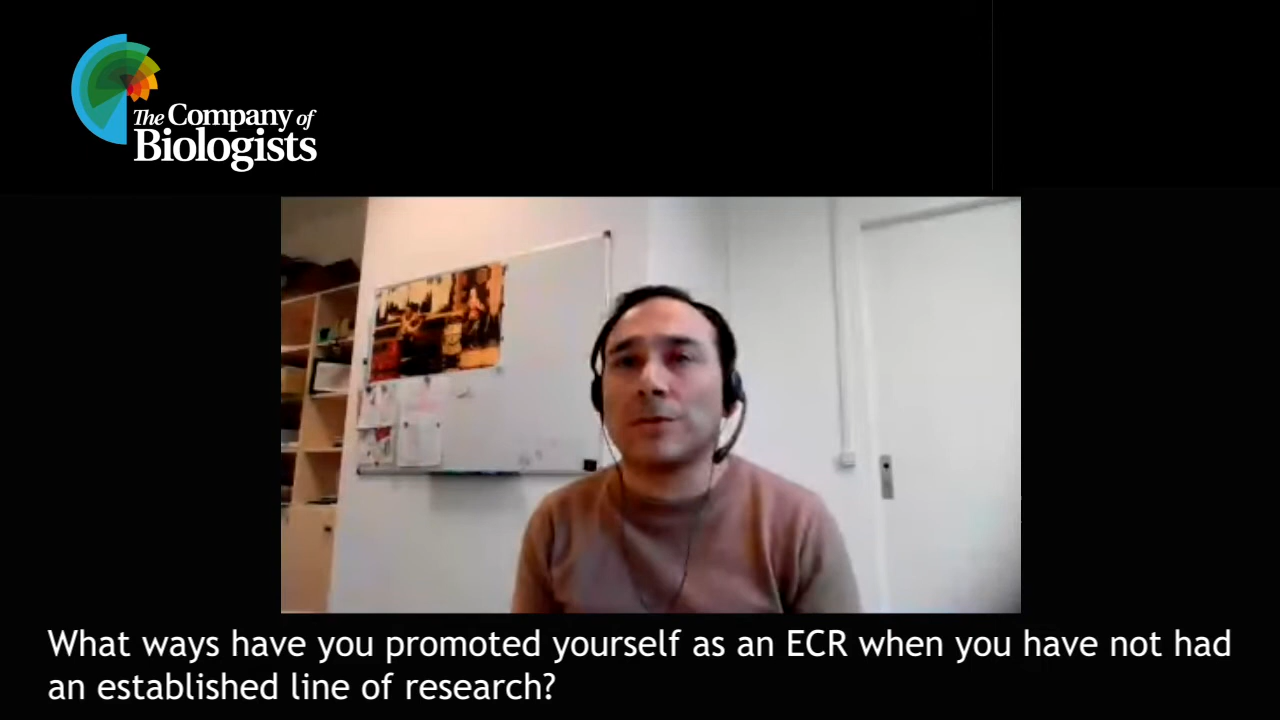 The Company of
Biologists
What ways have you promoted yourself as an ECR when you have not had
an established line of research?